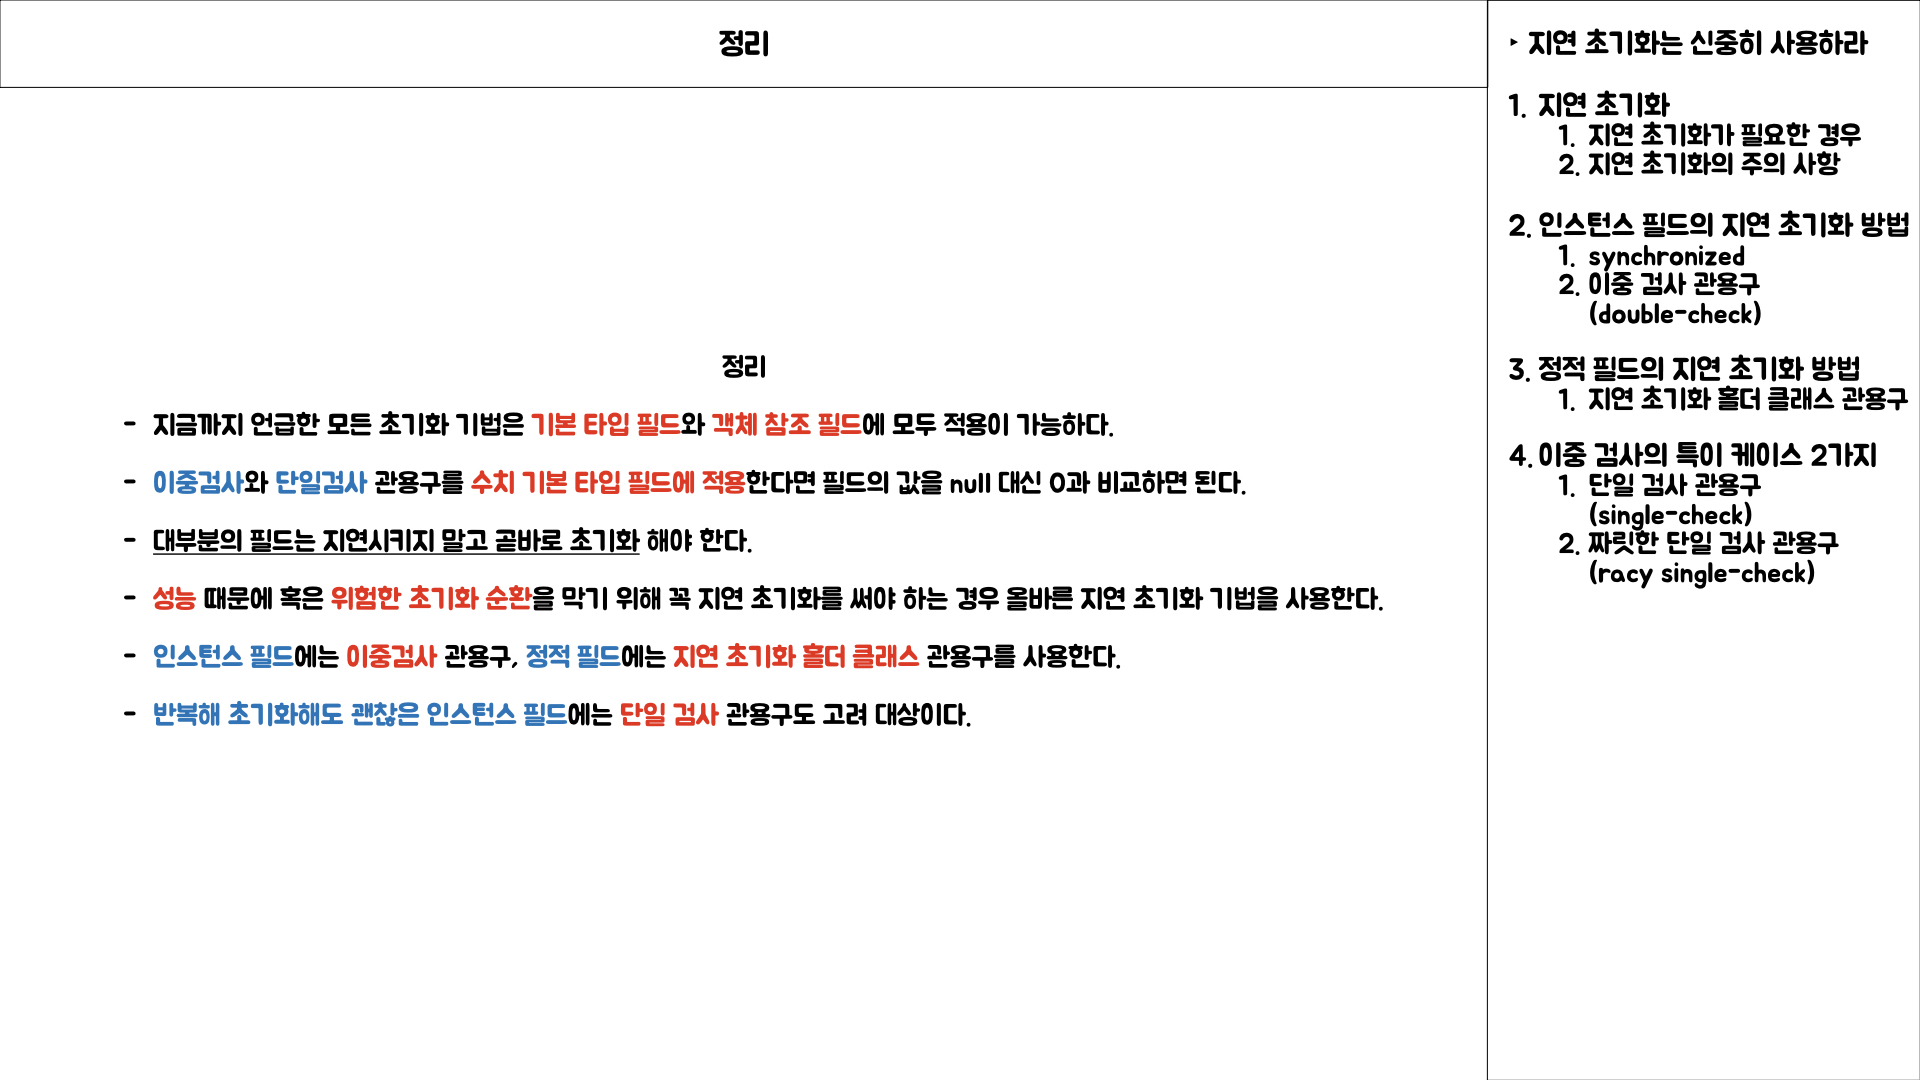 정리
정리
- 지금까지 언급한 모든 초기화 기법은 기본 타입 필드와 객체 참조 필드에 모두 적용이 가능하다.
- 이중검사와 단일검사 관용구를 수치 기본 타입 필드에 적용한다면 필드의 값을 null 대신 0과 비교하면 된다.
- 대부분의 필드는 지연시키지 말고 곧바로 초기화 해야 한다.
- 성능 때문에 혹은 위험한 초기화 순환을 막기 위해 꼭 지연 초기화를 써야 하는 경우 올바른 지연 초기화 기법을 사용한다.
- 인스턴스 필드에는 이중검사 관용구, 정적 필드에는 지연 초기화 홀더 클래스 관용구를 사용한다.
- 반복해 초기화해도 괜찮은 인스턴스 필드에는 단일 검사 관용구도 고려 대상이다.
‣ 지연 초기화는 신중히 사용하라
1. 지연 초기화
1. 지연 초기화가 필요한 경우
2. 지연 초기화의 주의 사항
2. 인스턴스 필드의 지연 초기화 방법
1. synchronized
2. 이중 검사 관용구
(double-check)
3. 정적 필드의 지연 초기화 방법
1. 지연 초기화 홀더 클래스 관용구
4. 이중 검사의 특이 케이스 2가지
1. 단일 검사 관용구
(single-check)
2. 짜릿한 단일 검사 관용구
(racy single-check)